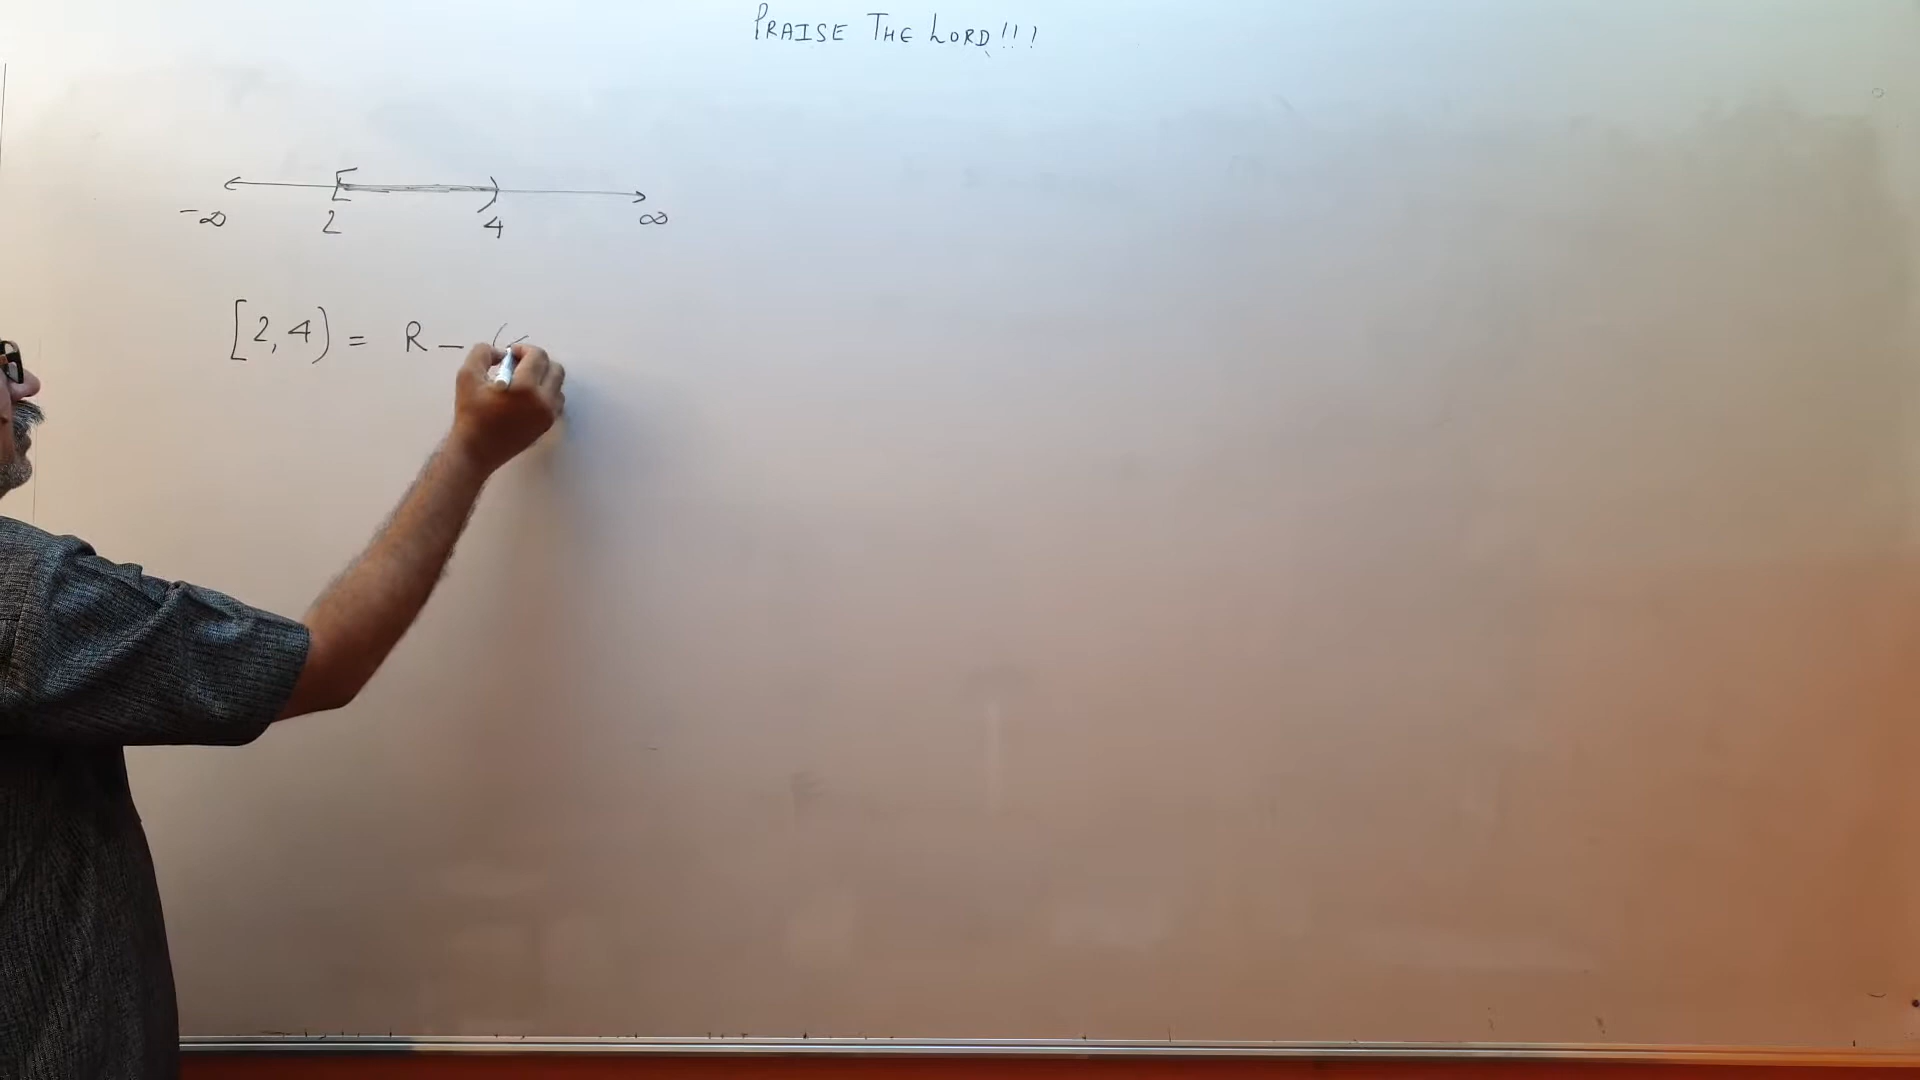 PRAISE THE LORD!!!
-∞ 2 4 ∞
[2, 4) = R - (